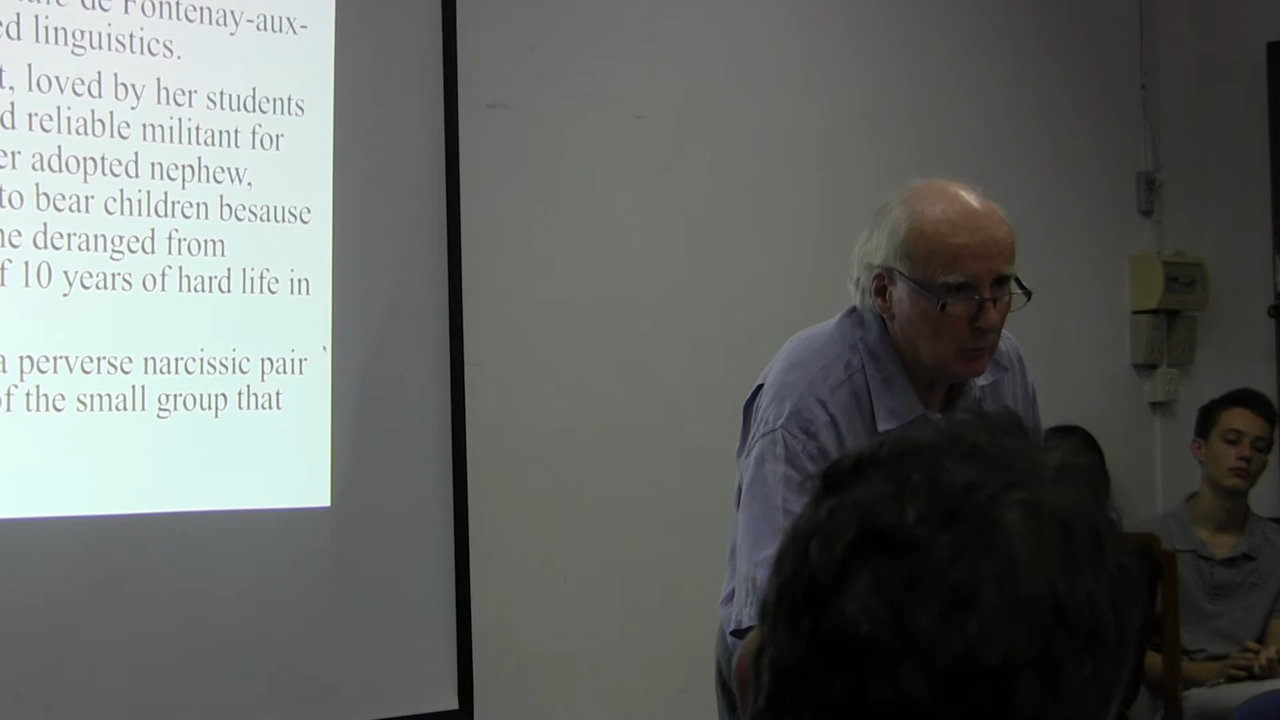 de Fontenay-aux-
ed linguistics.
t, loved by her students
d reliable militant for
er adopted nephew,
to bear children besause
ne deranged from
f 10 years of hard life in
a perverse narcissic pair
of the small group that